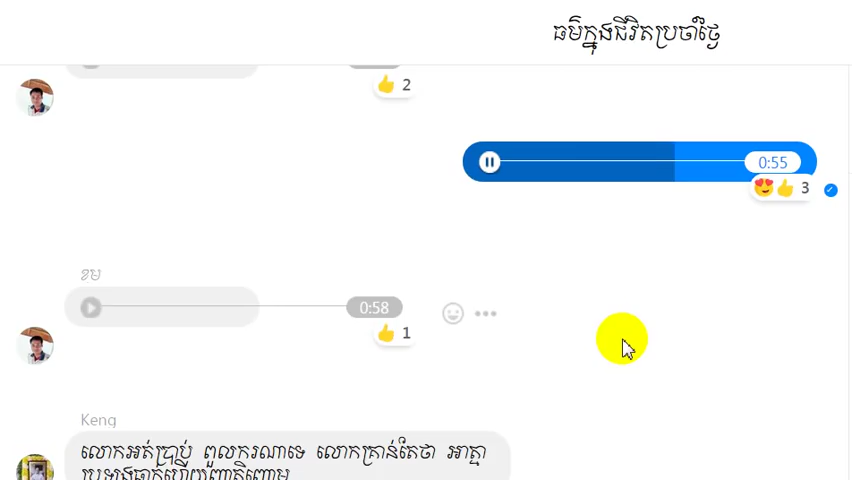 ធម៌ក្នុងជីវិតប្រចាំថ្ងៃ
2
0:55
3
ខម
0:58
1
Keng
លោកអត់ប្រាប់ ពួលករណាទេ លោកគ្រាន់តែថា អាត្មា